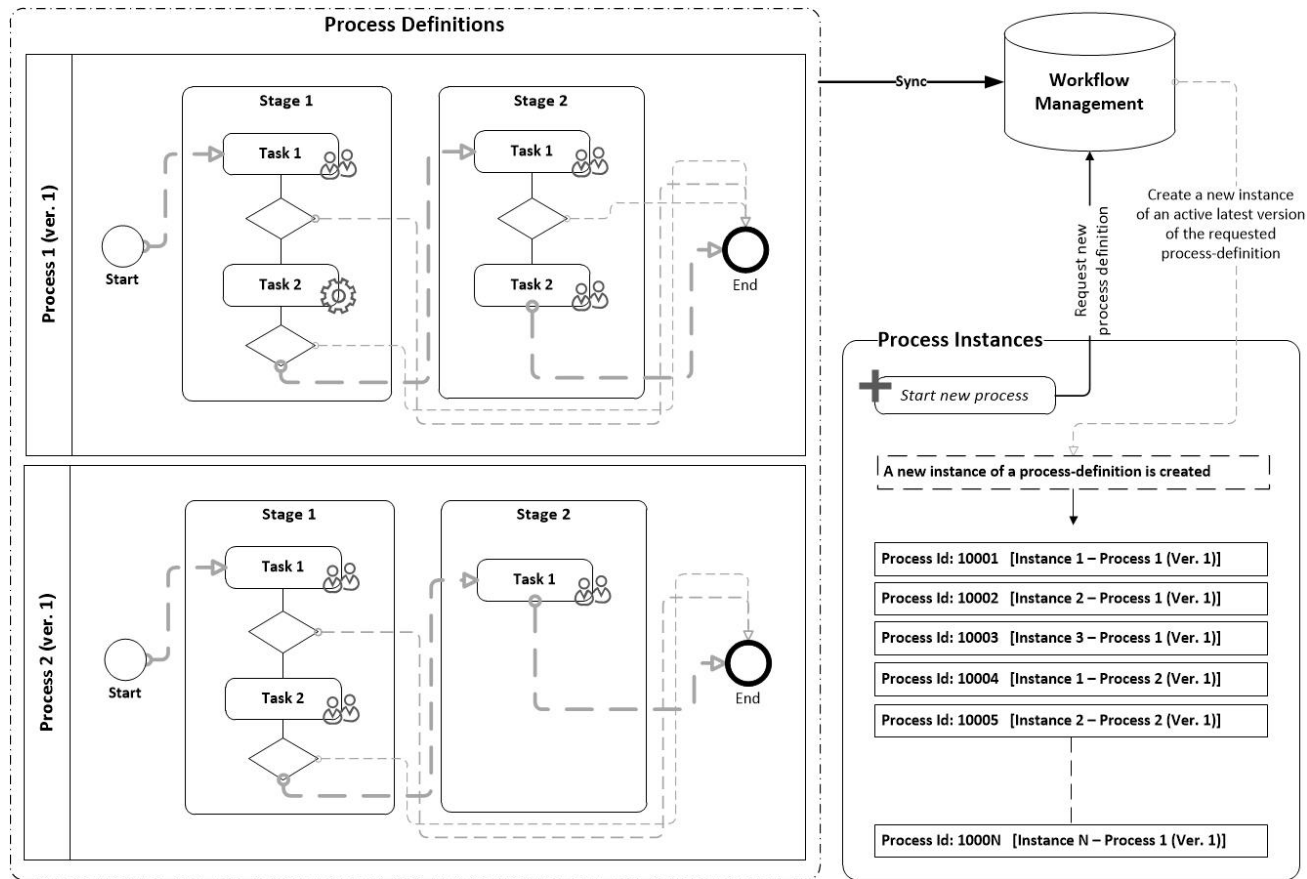 Process Definitions
Process 1 (ver. 1)
Start
Stage 1
Task 1
Task 2
Stage 2
Task 1
Task 2
End
Process 2 (ver. 1)
Start
Stage 1
Task 1
Task 2
Stage 2
Task 1
End
Sync
Workflow
Management
Request new
process definition
Create a new instance
of an active latest version
of the requested
process-definition
Process Instances
Start new process
A new instance of a process-definition is created
Process Id: 10001 [Instance 1 – Process 1 (Ver. 1)]
Process Id: 10002 [Instance 2 – Process 1 (Ver. 1)]
Process Id: 10003 [Instance 3 – Process 1 (Ver. 1)]
Process Id: 10004 [Instance 1 – Process 2 (Ver. 1)]
Process Id: 10005 [Instance 2 – Process 2 (Ver. 1)]
Process Id: 1000N [Instance N – Process 1 (Ver. 1)]